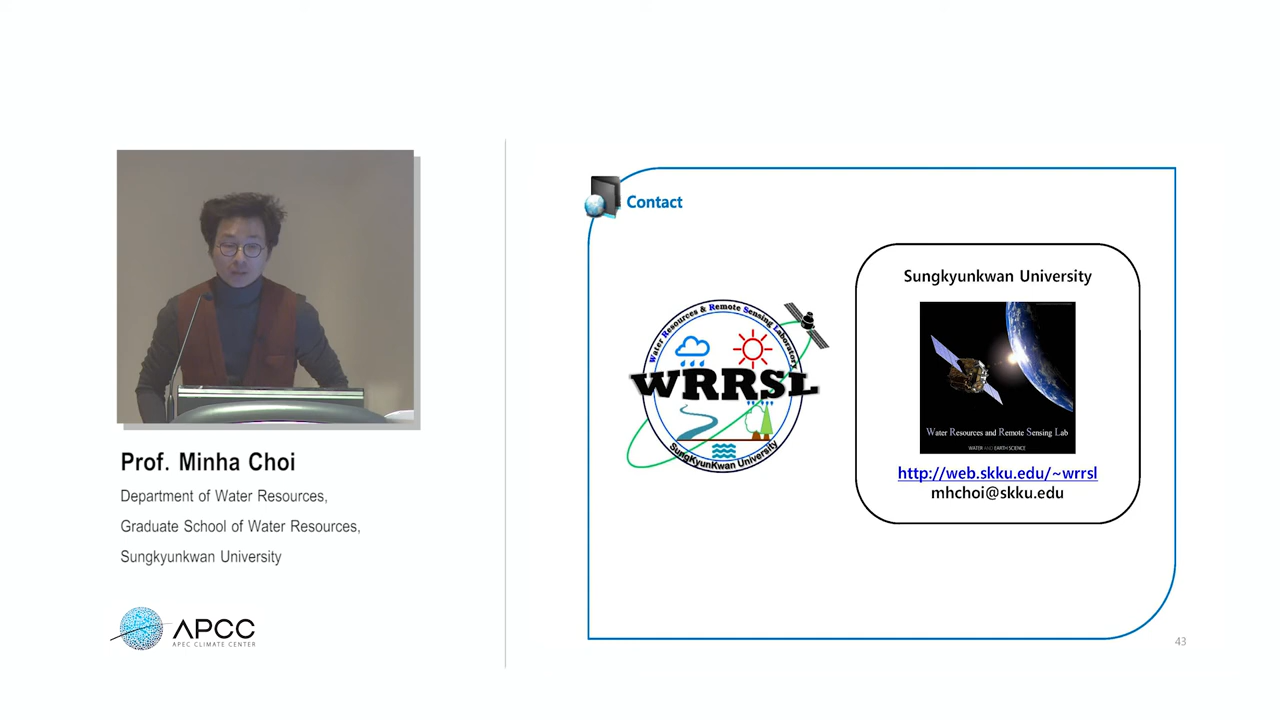 Prof. Minha Choi
Department of Water Resources,
Graduate School of Water Resources,
Sungkyunkwan University
APCC
APEC CLIMATE CENTER
Contact
Water Resources & Remote Sensing Laboratory
WRRSL
SungKyunKwan University
Sungkyunkwan University
Water Resources and Remote Sensing Lab
WATER AND EARTH SCIENCE
http://web.skku.edu/~wrrsl
mhchoi@skku.edu
43